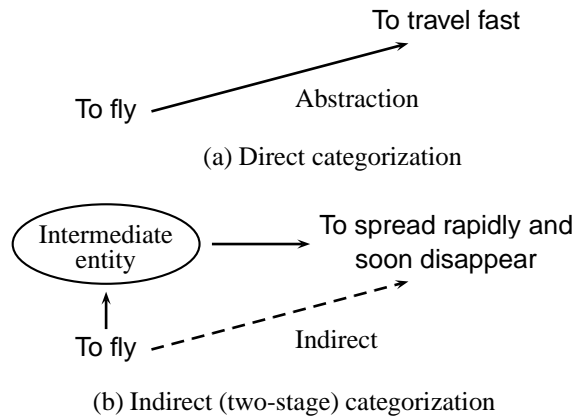 To travel fast
To fly
Abstraction
(a) Direct categorization
Intermediate
entity
To spread rapidly and
soon disappear
To fly
Indirect
(b) Indirect (two-stage) categorization